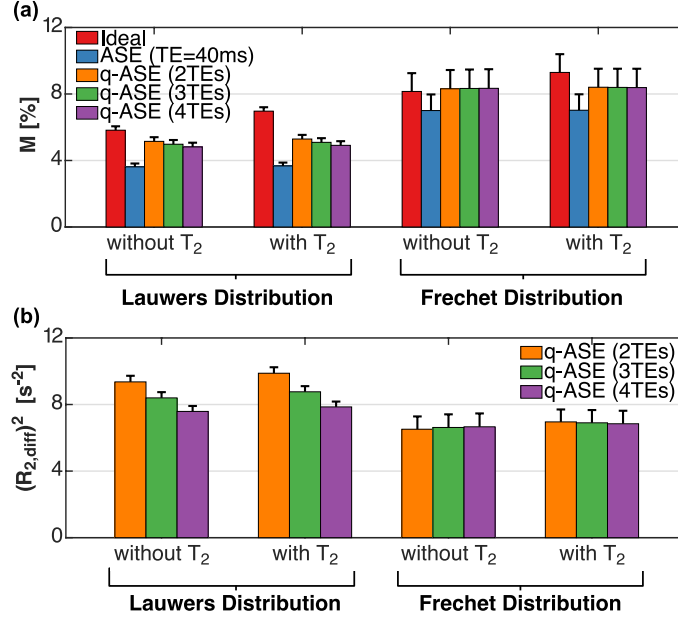 (a)
12
8
4
0
M [%]
Ideal
ASE (TE=40ms)
q-ASE (2TEs)
q-ASE (3TEs)
q-ASE (4TEs)
without T2
with T2
without T2
with T2
Lauwers Distribution
Frechet Distribution
(b)
12
8
4
0
(R2,diff)² [s⁻²]
q-ASE (2TEs)
q-ASE (3TEs)
q-ASE (4TEs)
without T2
with T2
without T2
with T2
Lauwers Distribution
Frechet Distribution